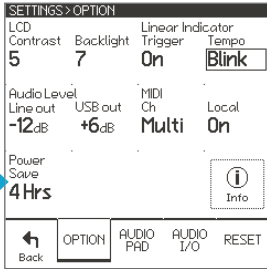 SETTINGS>OPTION
LCD
Linear Indicator
Contrast Backlight Trigger Tempo
5 7 On Blink
Audio Level
MIDI
Line out USB out Ch Local
-12dB +6dB Multi On
Power
Save
4 Hrs
i
Info
Back
OPTION
AUDIO
PAD
AUDIO
I/O
RESET